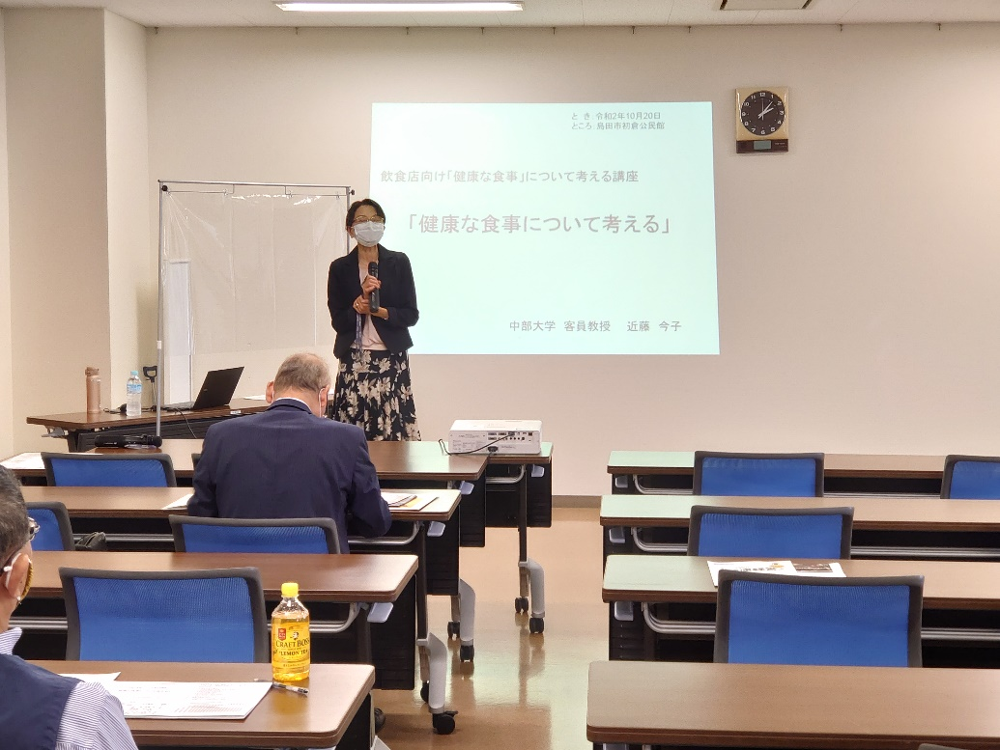 とき 令和2年10月20日
ところ 島田市初倉公民館
飲食店向け「健康な食事」について考える講座
「健康な食事について考える」
中部大学 客員教授 近藤 今子
CRAFT BOSS
LEMON TEA